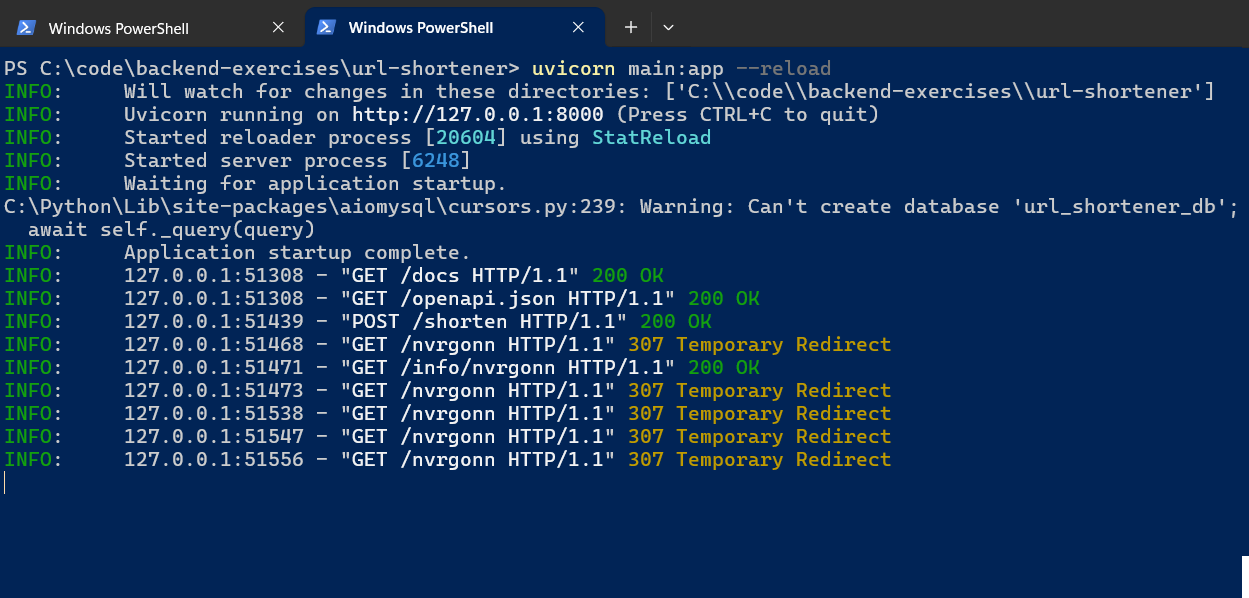 Windows PowerShell
Windows PowerShell
PS C:\code\backend-exercises\url-shortener> uvicorn main:app --reload
INFO:     Will watch for changes in these directories: ['C:\\code\\backend-exercises\\url-shortener']
INFO:     Uvicorn running on http://127.0.0.1:8000 (Press CTRL+C to quit)
INFO:     Started reloader process [20604] using StatReload
INFO:     Started server process [6248]
INFO:     Waiting for application startup.
C:\Python\Lib\site-packages\aiomysql\cursors.py:239: Warning: Can't create database 'url_shortener_db';
  await self._query(query)
INFO:     Application startup complete.
INFO:     127.0.0.1:51308 - "GET /docs HTTP/1.1" 200 OK
INFO:     127.0.0.1:51308 - "GET /openapi.json HTTP/1.1" 200 OK
INFO:     127.0.0.1:51439 - "POST /shorten HTTP/1.1" 200 OK
INFO:     127.0.0.1:51468 - "GET /nvrgonn HTTP/1.1" 307 Temporary Redirect
INFO:     127.0.0.1:51471 - "GET /info/nvrgonn HTTP/1.1" 200 OK
INFO:     127.0.0.1:51473 - "GET /nvrgonn HTTP/1.1" 307 Temporary Redirect
INFO:     127.0.0.1:51538 - "GET /nvrgonn HTTP/1.1" 307 Temporary Redirect
INFO:     127.0.0.1:51547 - "GET /nvrgonn HTTP/1.1" 307 Temporary Redirect
INFO:     127.0.0.1:51556 - "GET /nvrgonn HTTP/1.1" 307 Temporary Redirect